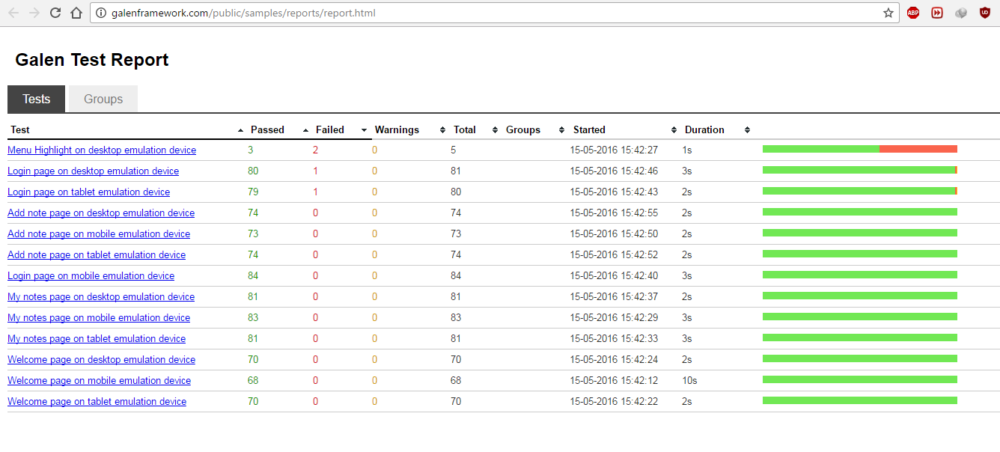 galenframework.com/public/samples/reports/report.html
ABP
UO
Galen Test Report
Tests Groups
Test Passed Failed Warnings Total Groups Started Duration
Menu Highlight on desktop emulation device 3 2 0 5 15-05-2016 15:42:27 1s
Login page on desktop emulation device 80 1 0 81 15-05-2016 15:42:46 3s
Login page on tablet emulation device 79 1 0 80 15-05-2016 15:42:43 2s
Add note page on desktop emulation device 74 0 0 74 15-05-2016 15:42:55 2s
Add note page on mobile emulation device 73 0 0 73 15-05-2016 15:42:50 2s
Add note page on tablet emulation device 74 0 0 74 15-05-2016 15:42:52 2s
Login page on mobile emulation device 84 0 0 84 15-05-2016 15:42:40 3s
My notes page on desktop emulation device 81 0 0 81 15-05-2016 15:42:37 2s
My notes page on mobile emulation device 83 0 0 83 15-05-2016 15:42:29 3s
My notes page on tablet emulation device 81 0 0 81 15-05-2016 15:42:33 3s
Welcome page on desktop emulation device 70 0 0 70 15-05-2016 15:42:24 2s
Welcome page on mobile emulation device 68 0 0 68 15-05-2016 15:42:12 10s
Welcome page on tablet emulation device 70 0 0 70 15-05-2016 15:42:22 2s